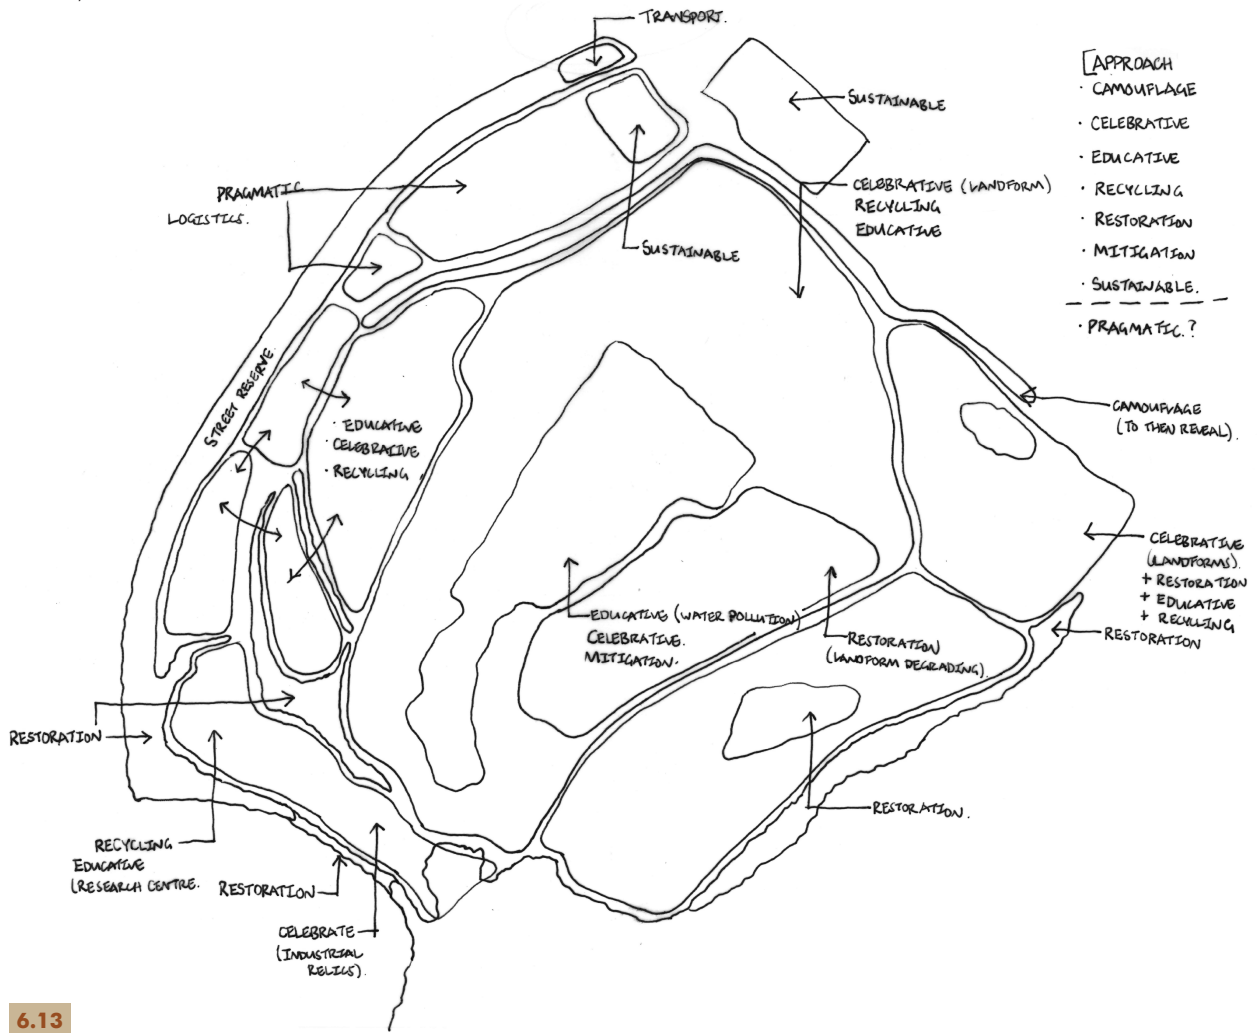 TRANSPORT.
[APPROACH
· CAMOUFLAGE
· CELEBRATIVE
· EDUCATIVE
· RECYCLING
· RESTORATION
· MITIGATION
· SUSTAINABLE.
· PRAGMATIC.?
SUSTAINABLE
PRAGMATIC
LOGISTICS.
CELEBRATIVE (LANDFORM)
RECYCLING
EDUCATIVE
SUSTAINABLE
STREET RESERVE.
CAMOUFLAGE
(TO THEN REVEAL).
· EDUCATIVE
· CELEBRATIVE
· RECYCLING
CELEBRATIVE
(LANDFORMS).
+ RESTORATION
+ EDUCATIVE
+ RECYCLING
RESTORATION
EDUCATIVE (WATER POLLUTION)
CELEBRATIVE.
MITIGATION.
RESTORATION
(LANDFORM DEGRADING).
RESTORATION
RESTORATION.
RECYCLING
EDUCATIVE
(RESEARCH CENTRE.
RESTORATION
CELEBRATE
(INDUSTRIAL
RELICS).
6.13